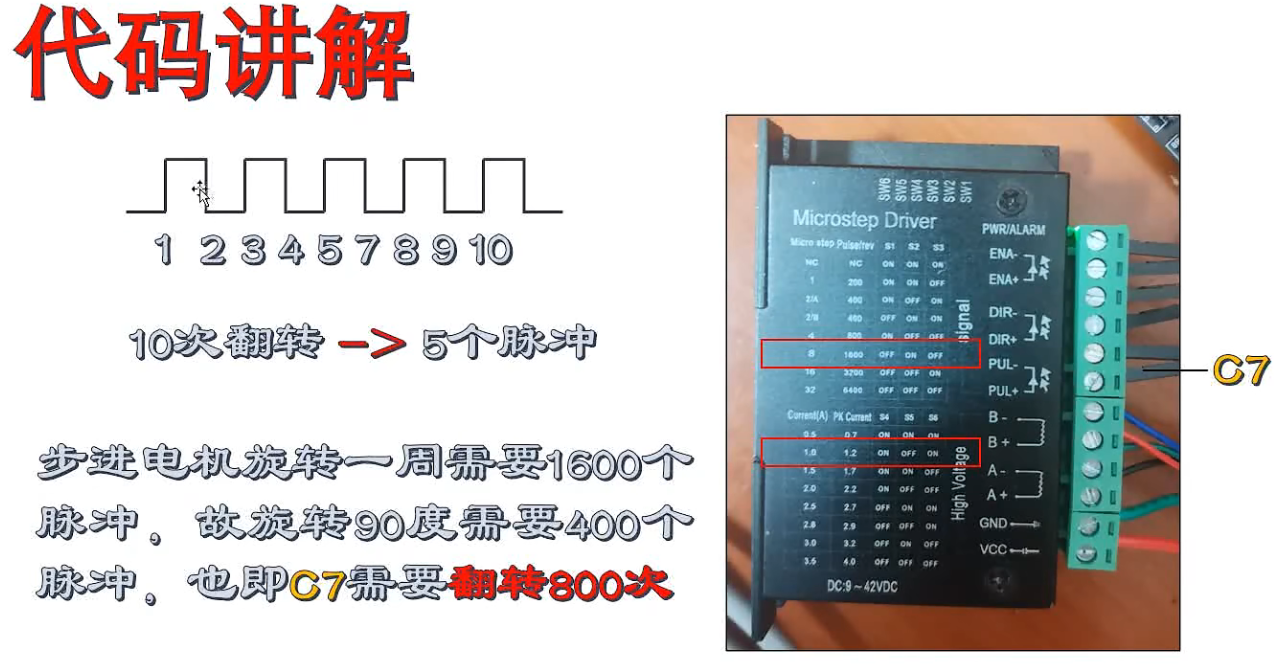 代码讲解
1 2 3 4 5 7 8 9 10
10次翻转 -> 5个脉冲
步进电机旋转一周需要1600个
脉冲，故旋转90度需要400个
脉冲，也即C7需要翻转800次
SW6
SW5
SW4
SW3
SW2
SW1
Microstep Driver
PWR/ALARM
Micro step Pulse/rev S1 S2 S3
NC NC ON ON ON
1 200 ON ON OFF
2/A 400 ON OFF ON
2/B 400 OFF ON ON
4 800 ON OFF OFF
8 1600 OFF ON OFF
16 3200 OFF OFF ON
32 6400 OFF OFF OFF
Current(A) PK Current S4 S5 S6
0.5 0.7 ON ON ON
1.0 1.2 ON OFF ON
1.5 1.7 ON ON OFF
2.0 2.2 ON OFF OFF
2.5 2.7 OFF ON ON
2.8 2.9 OFF OFF ON
3.0 3.2 OFF ON OFF
3.5 4.0 OFF OFF OFF
DC:9～42VDC
signal
High Voltage
ENA-
ENA+
DIR-
DIR+
PUL-
PUL+
B -
B +
A -
A +
GND
VCC
C7